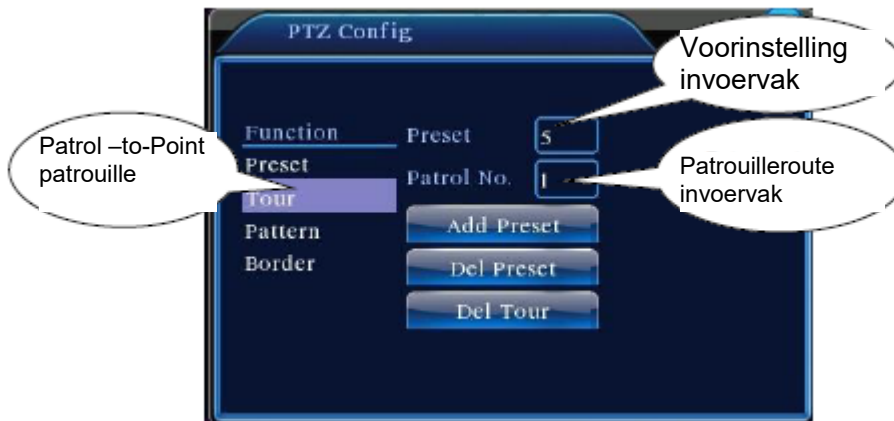 PTZ Config
Voorinstelling
invoervak
Patrol –to-Point
patrouille
Function
Preset
Tour
Pattern
Border
Preset
5
Patrol No.
1
Patrouilleroute
invoervak
Add Preset
Del Preset
Del Tour